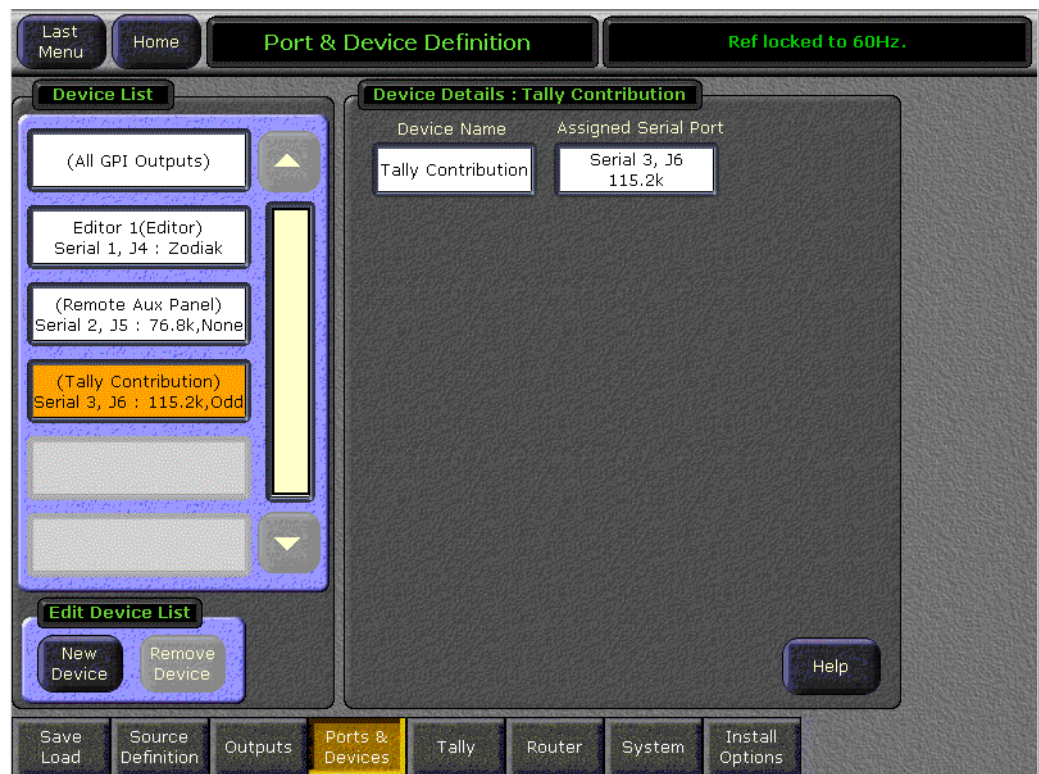 Last
Menu
Home
Port & Device Definition
Ref locked to 60Hz.
Device List
(All GPI Outputs)
Editor 1(Editor)
Serial 1, J4 : Zodiak
(Remote Aux Panel)
Serial 2, J5 : 76.8k,None
(Tally Contribution)
Serial 3, J6 : 115.2k,Odd
Edit Device List
New
Device
Remove
Device
Device Details : Tally Contribution
Device Name
Assigned Serial Port
Tally Contribution
Serial 3, J6
115.2k
Help
Save
Load
Source
Definition
Outputs
Ports &
Devices
Tally
Router
System
Install
Options